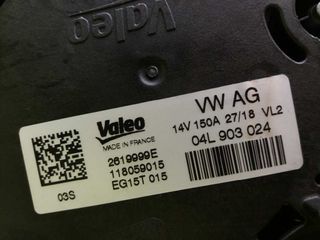 Valeo
Valeo
MADE IN FRANCE
2619999E
118059015
EG15T 015
03S
VW AG
14V 150A 27/18 VL2
04L 903 024